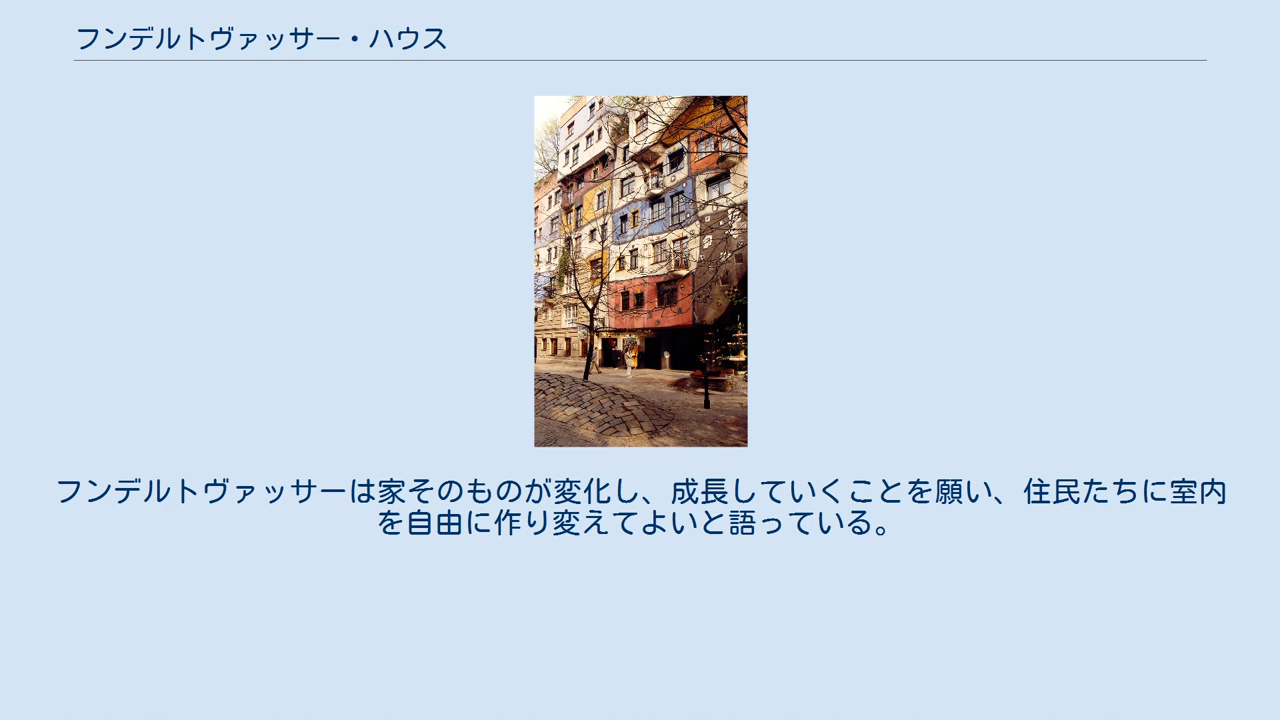 フンデルトヴァッサー・ハウス
フンデルトヴァッサーは家そのものが変化し、成長していくことを願い、住民たちに室内
を自由に作り変えてよいと語っている。